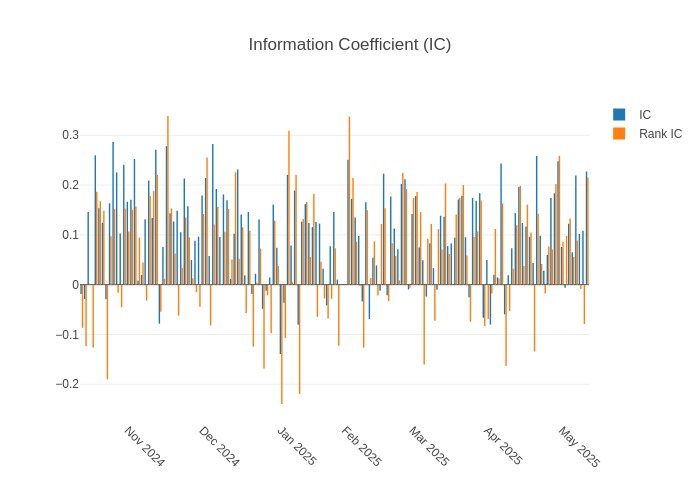 Information Coefficient (IC)
IC
Rank IC
0.3
0.2
0.1
0
−0.1
−0.2
Nov 2024
Dec 2024
Jan 2025
Feb 2025
Mar 2025
Apr 2025
May 2025